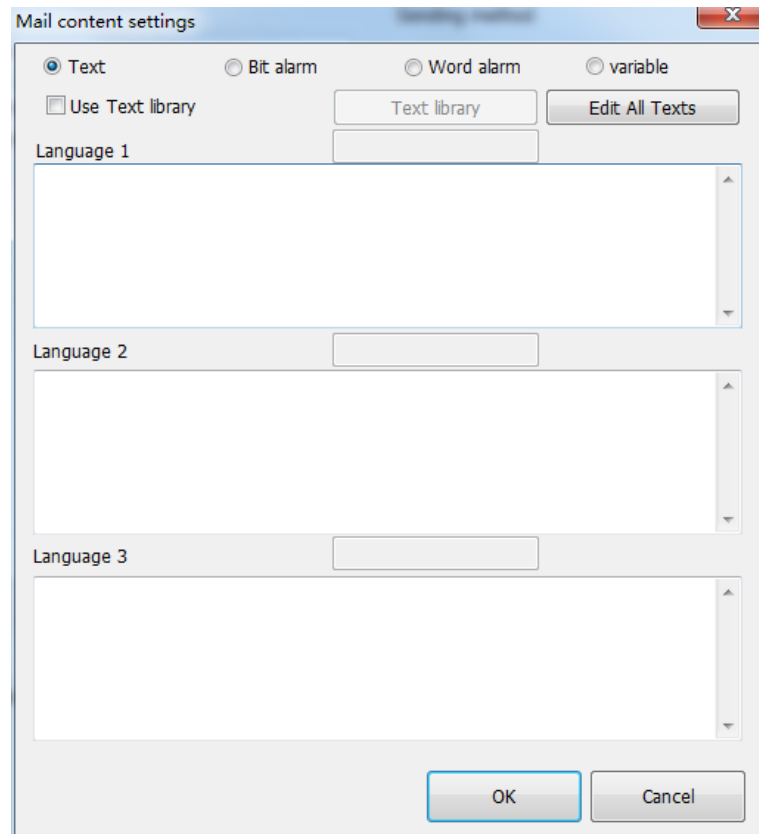 Mail content settings
Text Bit alarm Word alarm variable
Use Text library Text library Edit All Texts
Language 1
Language 2
Language 3
OK Cancel